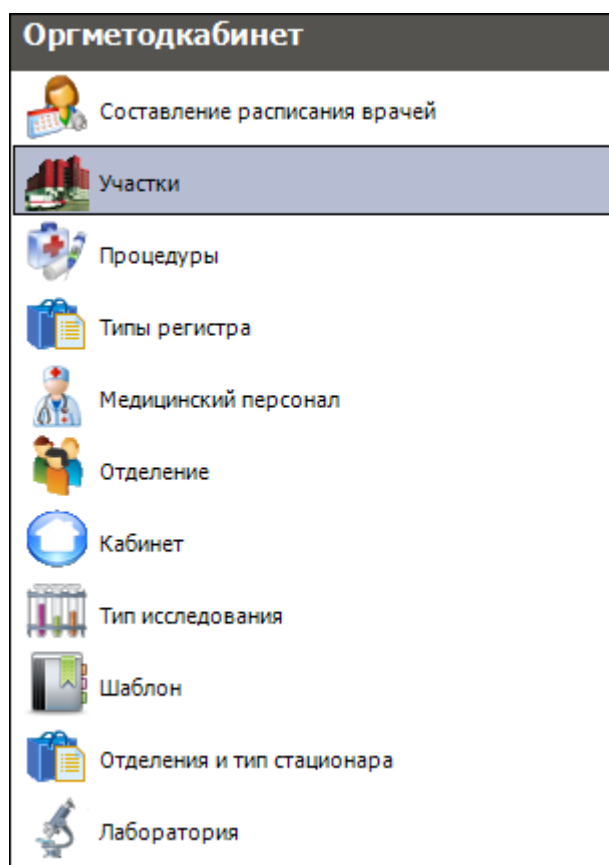 Оргметодкабинет
Составление расписания врачей
Участки
Процедуры
Типы регистра
Медицинский персонал
Отделение
Кабинет
Тип исследования
Шаблон
Отделения и тип стационара
Лаборатория